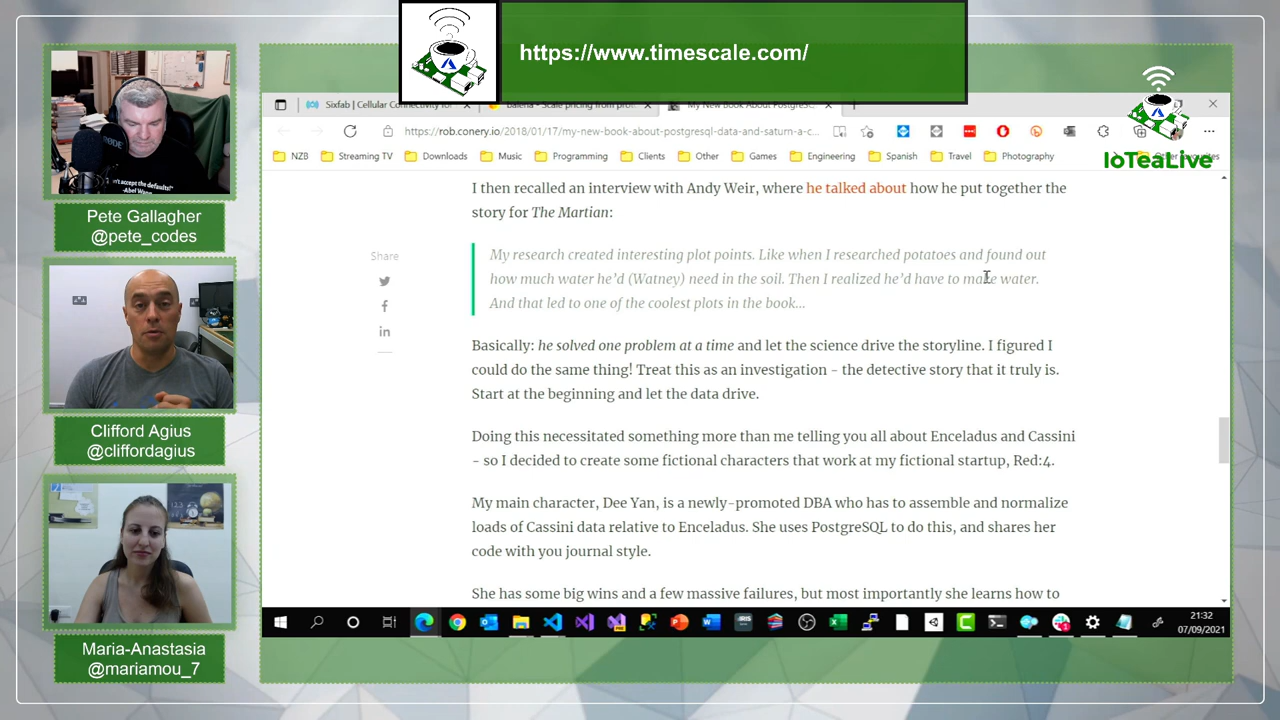 https://www.timescale.com/
Sixfab | Cellular Connectivity for
balena - Scale pricing from pro
My New Book About PostgreS
https://rob.conery.io/2018/01/17/my-new-book-about-postgresql-data-and-saturn-a-c...
IoTeaLive
NZB
Streaming TV
Downloads
Music
Programming
Clients
Other
Games
Engineering
Spanish
Travel
Photography
Other favourites
Pete Gallagher
@pete_codes
Clifford Agius
@cliffordagius
Maria-Anastasia
@mariamou_7
Share
I then recalled an interview with Andy Weir, where he talked about how he put together the
story for The Martian:
My research created interesting plot points. Like when I researched potatoes and found out
how much water he'd (Watney) need in the soil. Then I realized he'd have to make water.
And that led to one of the coolest plots in the book...
Basically: he solved one problem at a time and let the science drive the storyline. I figured I
could do the same thing! Treat this as an investigation - the detective story that it truly is.
Start at the beginning and let the data drive.
Doing this necessitated something more than me telling you all about Enceladus and Cassini
- so I decided to create some fictional characters that work at my fictional startup, Red:4.
My main character, Dee Yan, is a newly-promoted DBA who has to assemble and normalize
loads of Cassini data relative to Enceladus. She uses PostgreSQL to do this, and shares her
code with you journal style.
She has some big wins and a few massive failures, but most importantly she learns how to
21:32
07/09/2021